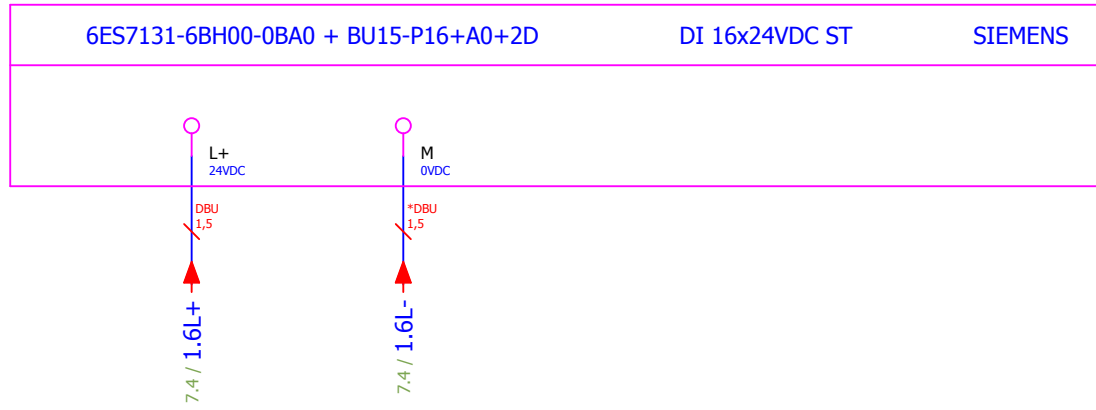 6ES7131-6BH00-0BA0 + BU15-P16+A0+2D DI 16x24VDC ST SIEMENS
L+ M
24VDC 0VDC
DBU *DBU
1,5 1,5
7.4 / 1.6L+
7.4 / 1.6L-